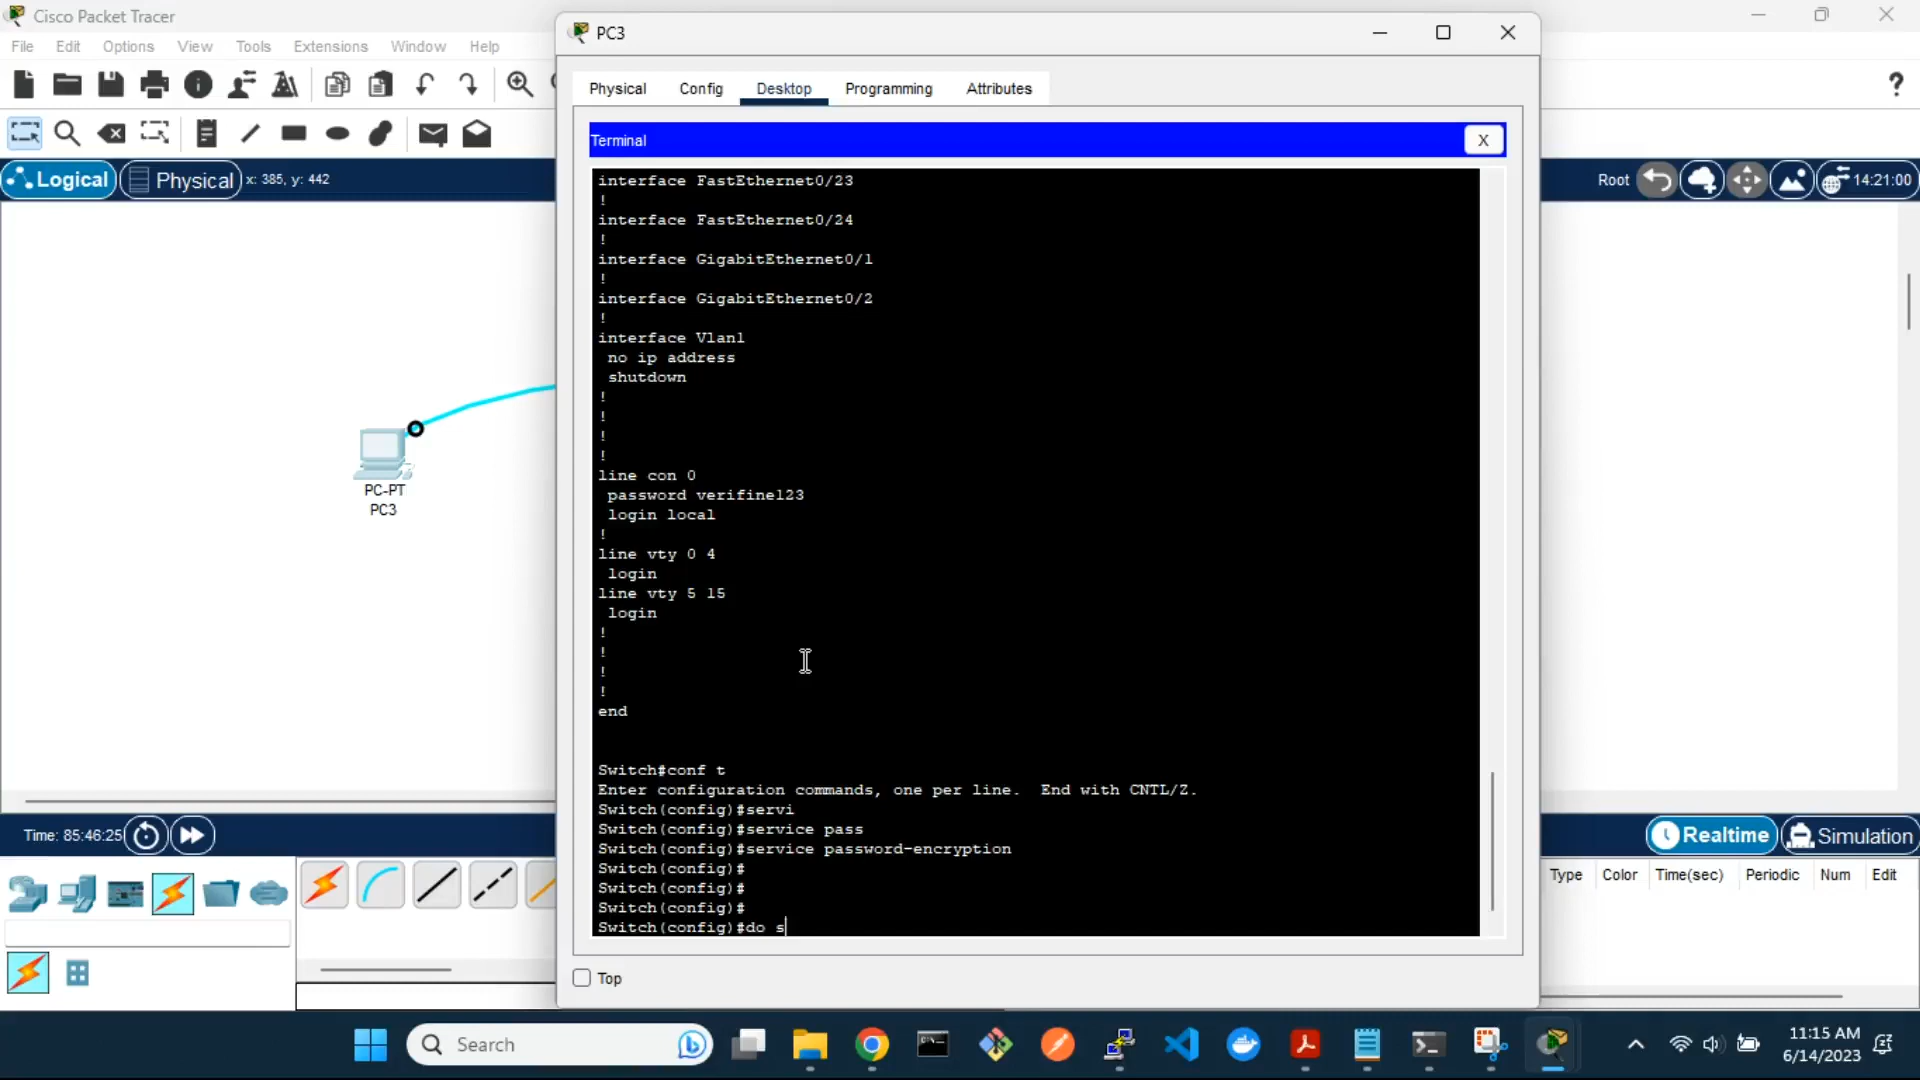 Cisco Packet Tracer
File Edit Options View Tools Extensions Window Help
Logical Physical x: 385, y: 442
Root 14:21:00
PC-PT
PC3
PC3
Physical Config Desktop Programming Attributes
Terminal X
interface FastEthernet0/23
!
interface FastEthernet0/24
!
interface GigabitEthernet0/1
!
interface GigabitEthernet0/2
!
interface Vlan1
no ip address
shutdown
!
!
!
!
line con 0
password verifine123
login local
!
line vty 0 4
login
line vty 5 15
login
!
!
!
!
end
Switch#conf t
Enter configuration commands, one per line. End with CNTL/Z.
Switch(config)#servi
Switch(config)#service pass
Switch(config)#service password-encryption
Switch(config)#
Switch(config)#
Switch(config)#
Switch(config)#do s
Top
Time: 85:46:25
Realtime Simulation
Type Color Time(sec) Periodic Num Edit
Search
11:15 AM
6/14/2023